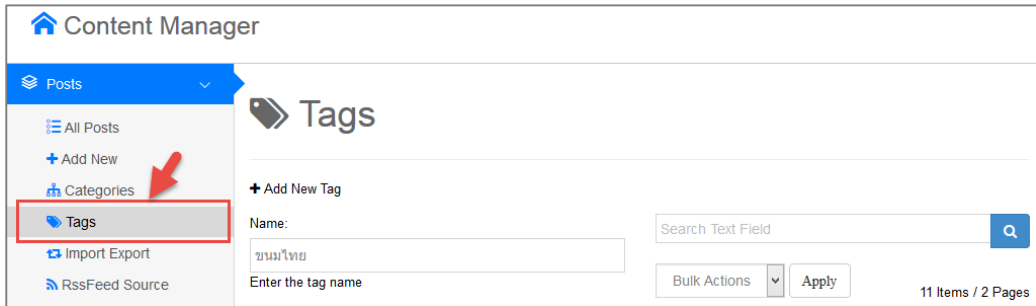 Content Manager
Posts
All Posts
Add New
Categories
Tags
Import Export
RssFeed Source
Tags
Add New Tag
Name:
ขนมไทย
Enter the tag name
Search Text Field
Bulk Actions
Apply
11 Items / 2 Pages